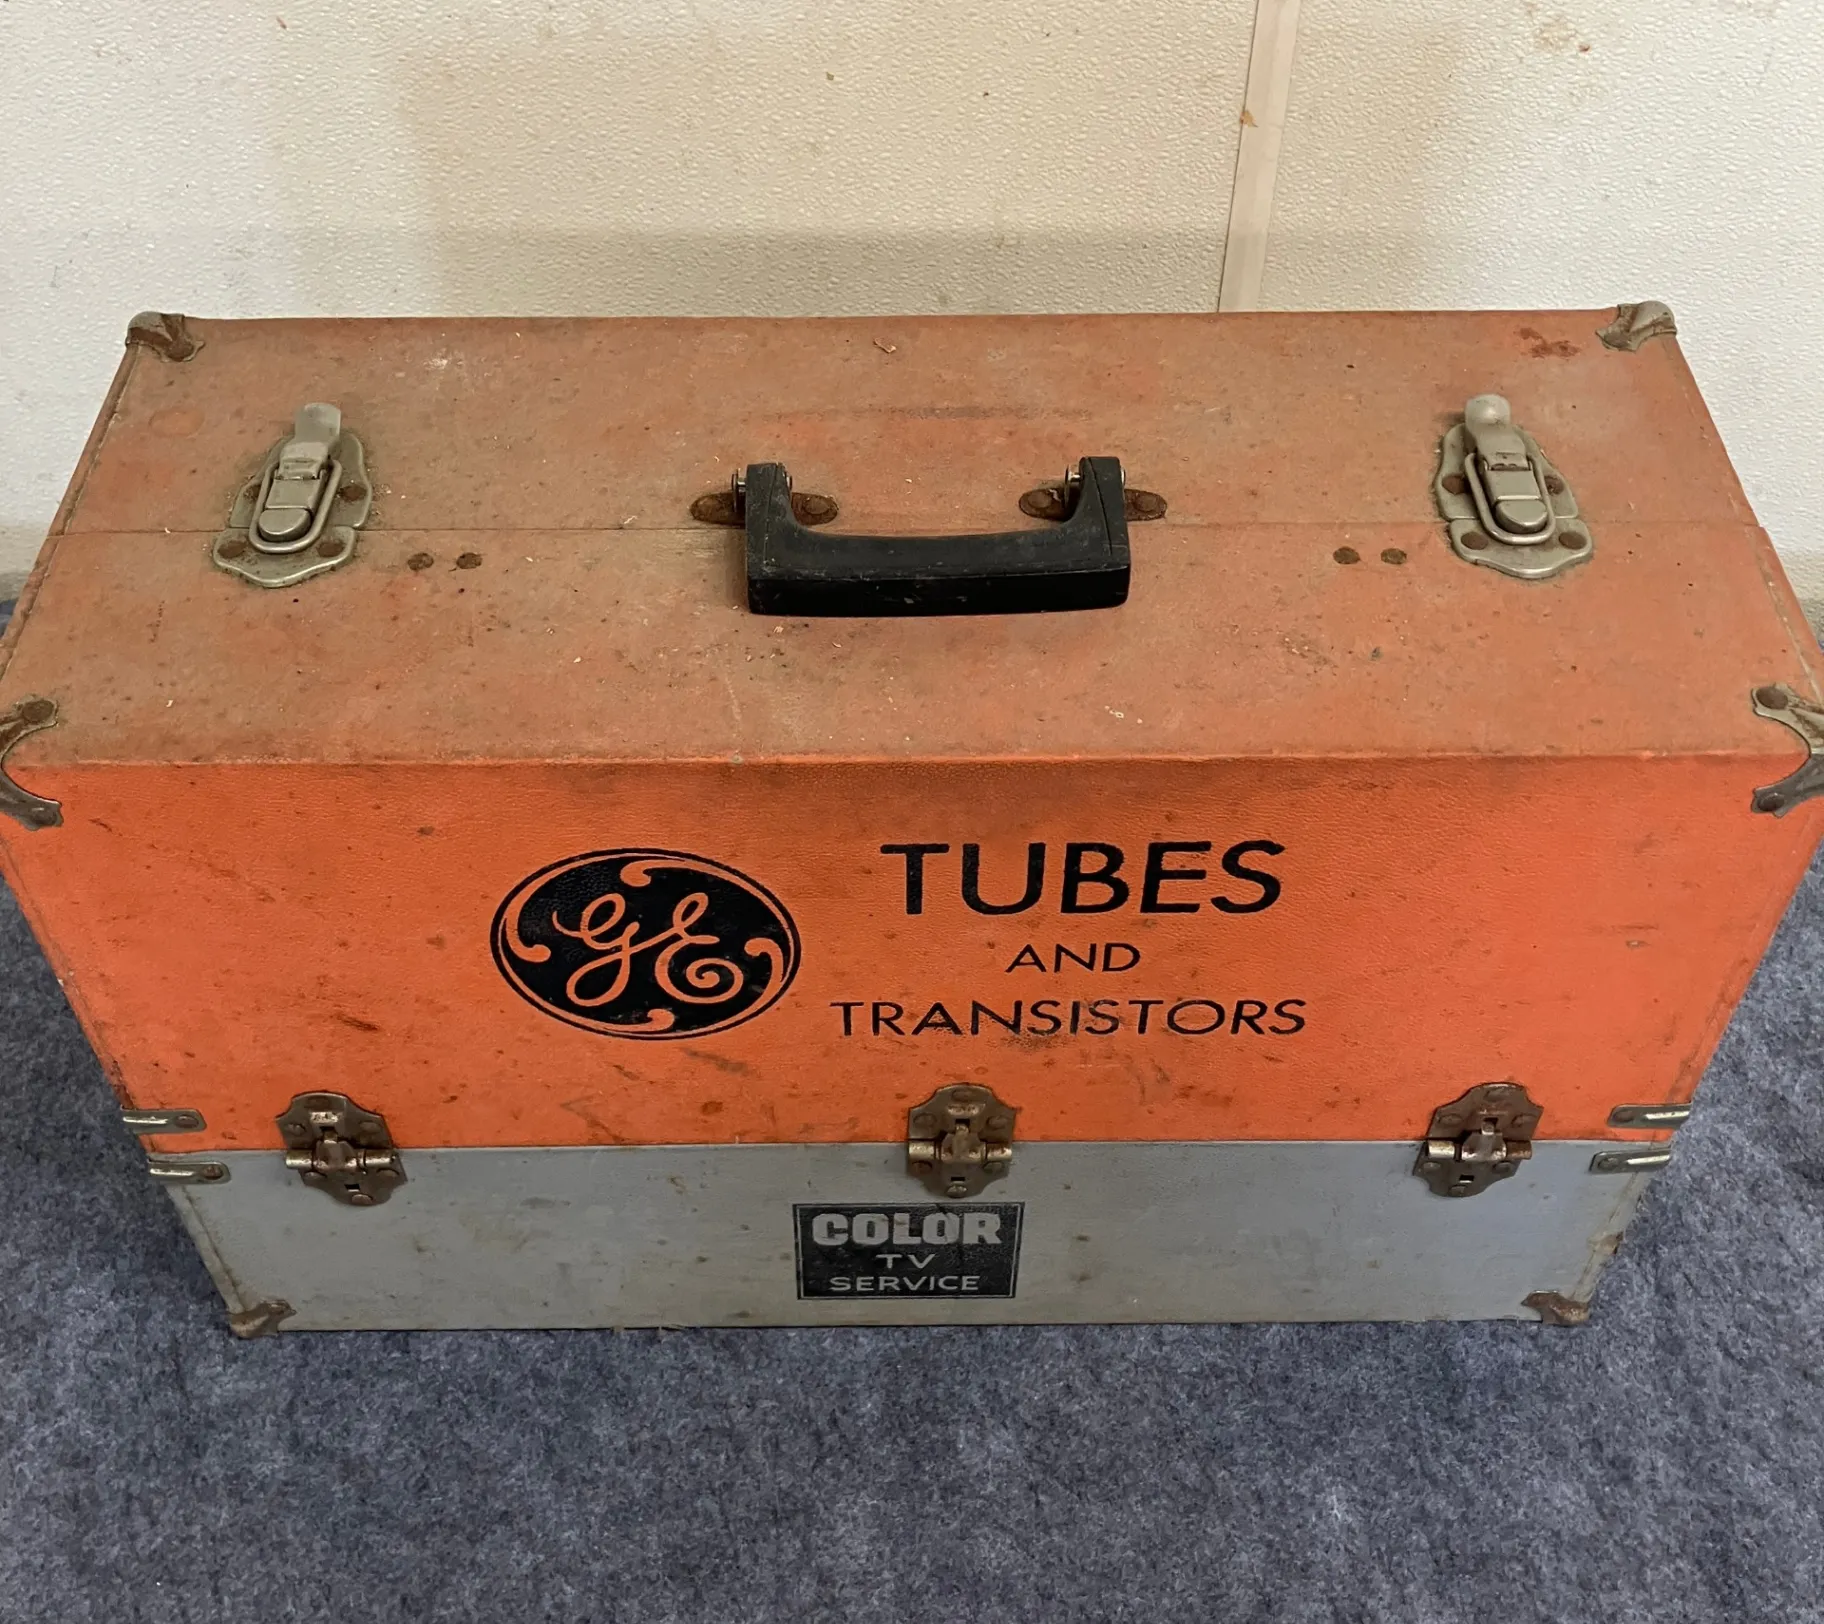 GE
TUBES
AND
TRANSISTORS
COLOR
TV
SERVICE